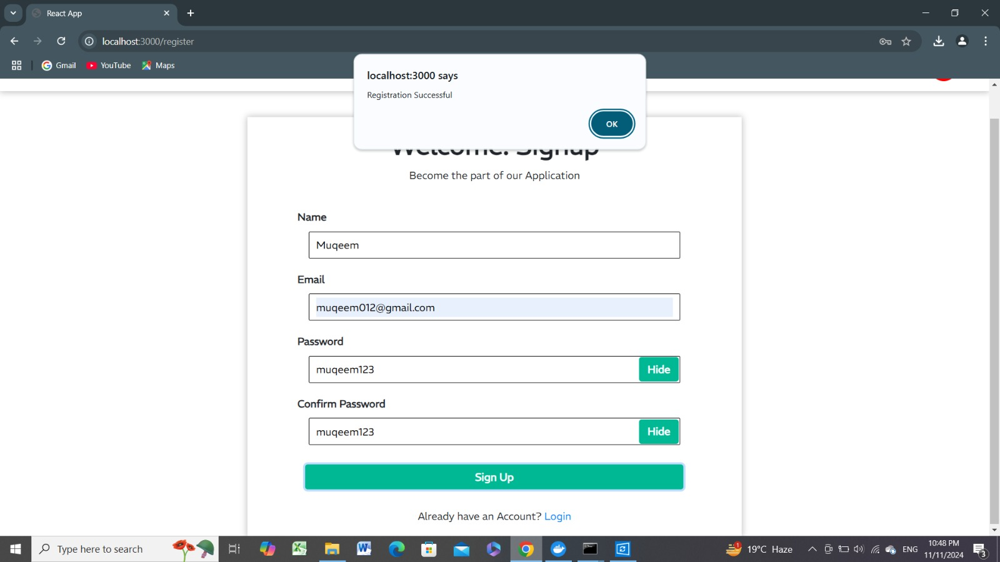 React App
localhost:3000/register
Gmail YouTube Maps
localhost:3000 says
Registration Successful
OK
Signup
Become the part of our Application
Name
Muqeem
Email
muqeem012@gmail.com
Password
muqeem123 Hide
Confirm Password
muqeem123 Hide
Sign Up
Already have an Account? Login
Type here to search
1
19°C Haze
ENG
10:48 PM
11/11/2024
3